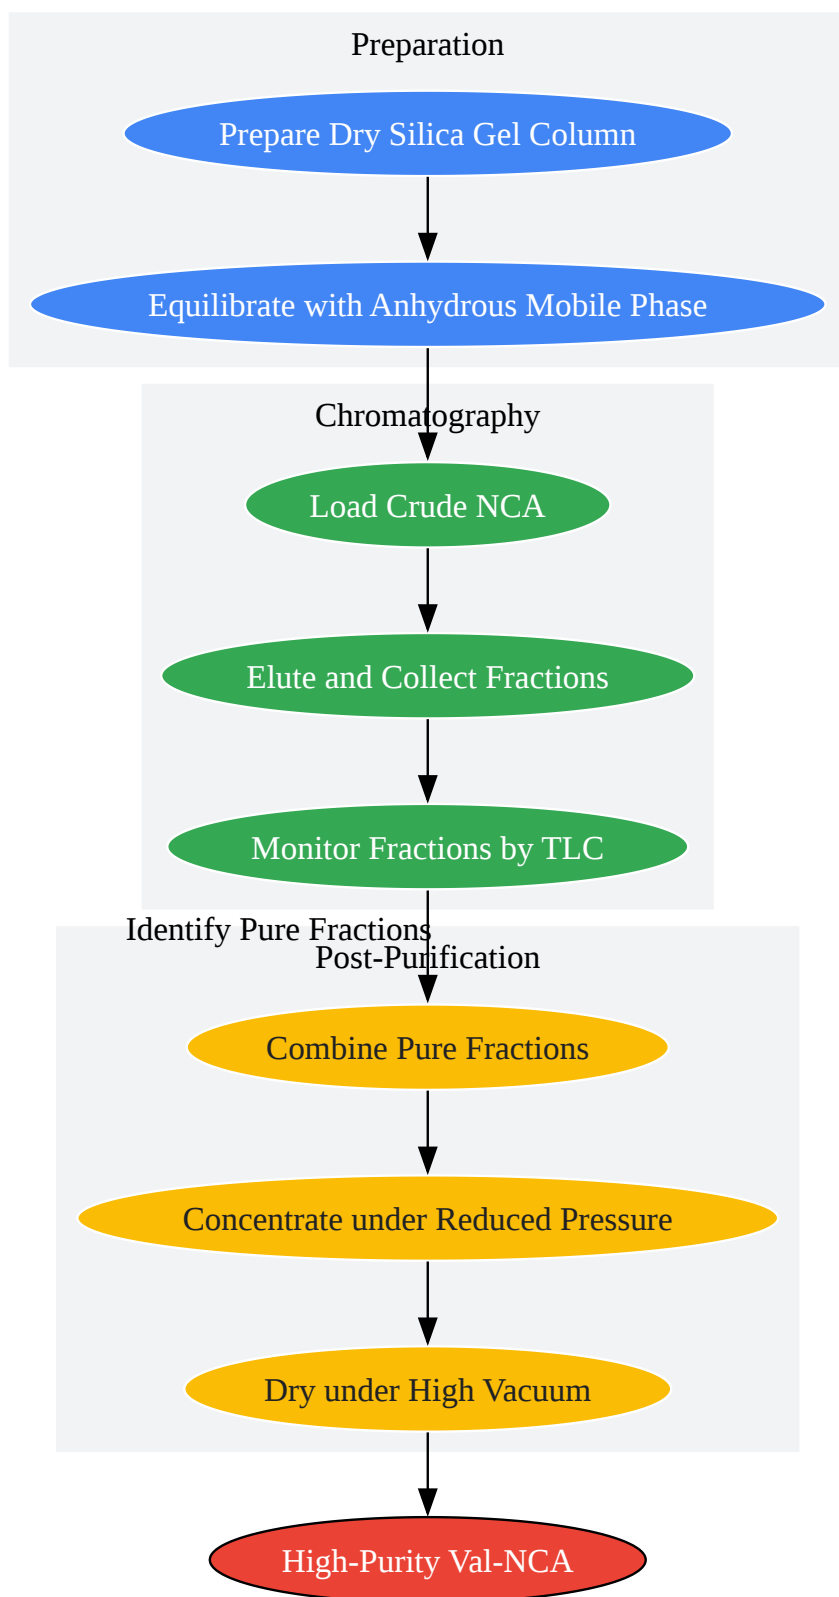 Preparation
Prepare Dry Silica Gel Column
Equilibrate with Anhydrous Mobile Phase
Chromatography
Load Crude NCA
Elute and Collect Fractions
Monitor Fractions by TLC
Identify Pure Fractions
Post-Purification
Combine Pure Fractions
Concentrate under Reduced Pressure
Dry under High Vacuum
High-Purity Val-NCA